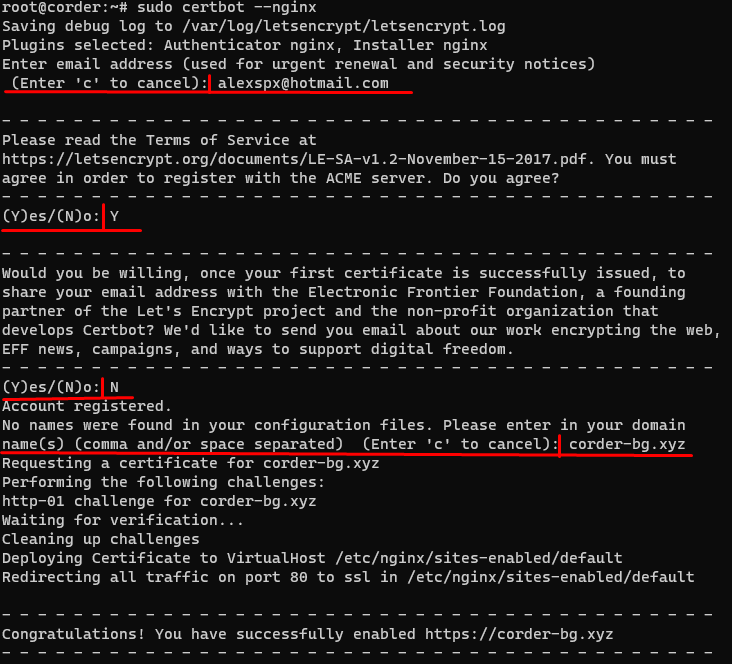 root@corder:~# sudo certbot --nginx
Saving debug log to /var/log/letsencrypt/letsencrypt.log
Plugins selected: Authenticator nginx, Installer nginx
Enter email address (used for urgent renewal and security notices)
(Enter 'c' to cancel): alexspx@hotmail.com
- - - - - - - - - - - - - - - - - - - - - - - - - - - - - - - - - - - - - - - -
Please read the Terms of Service at
https://letsencrypt.org/documents/LE-SA-v1.2-November-15-2017.pdf. You must
agree in order to register with the ACME server. Do you agree?
- - - - - - - - - - - - - - - - - - - - - - - - - - - - - - - - - - - - - - - -
(Y)es/(N)o: Y
- - - - - - - - - - - - - - - - - - - - - - - - - - - - - - - - - - - - - - - -
Would you be willing, once your first certificate is successfully issued, to
share your email address with the Electronic Frontier Foundation, a founding
partner of the Let's Encrypt project and the non-profit organization that
develops Certbot? We'd like to send you email about our work encrypting the web,
EFF news, campaigns, and ways to support digital freedom.
- - - - - - - - - - - - - - - - - - - - - - - - - - - - - - - - - - - - - - - -
(Y)es/(N)o: N
Account registered.
No names were found in your configuration files. Please enter in your domain
name(s) (comma and/or space separated)  (Enter 'c' to cancel): corder-bg.xyz
Requesting a certificate for corder-bg.xyz
Performing the following challenges:
http-01 challenge for corder-bg.xyz
Waiting for verification...
Cleaning up challenges
Deploying Certificate to VirtualHost /etc/nginx/sites-enabled/default
Redirecting all traffic on port 80 to ssl in /etc/nginx/sites-enabled/default
- - - - - - - - - - - - - - - - - - - - - - - - - - - - - - - - - - - - - - - -
Congratulations! You have successfully enabled https://corder-bg.xyz
- - - - - - - - - - - - - - - - - - - - - - - - - - - - - - - - - - - - - - - -